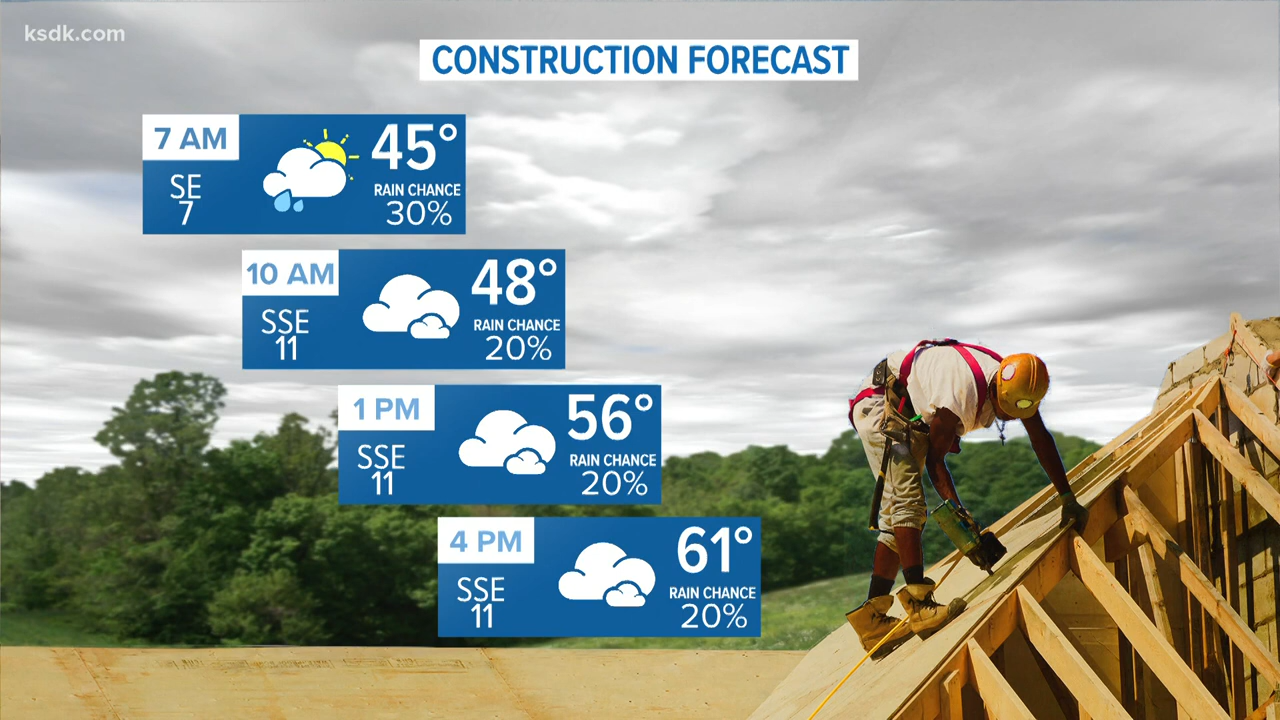 ksdk.com
CONSTRUCTION FORECAST
7 AM
SE
7
45°
RAIN CHANCE
30%
10 AM
SSE
11
48°
RAIN CHANCE
20%
1 PM
SSE
11
56°
RAIN CHANCE
20%
4 PM
SSE
11
61°
RAIN CHANCE
20%